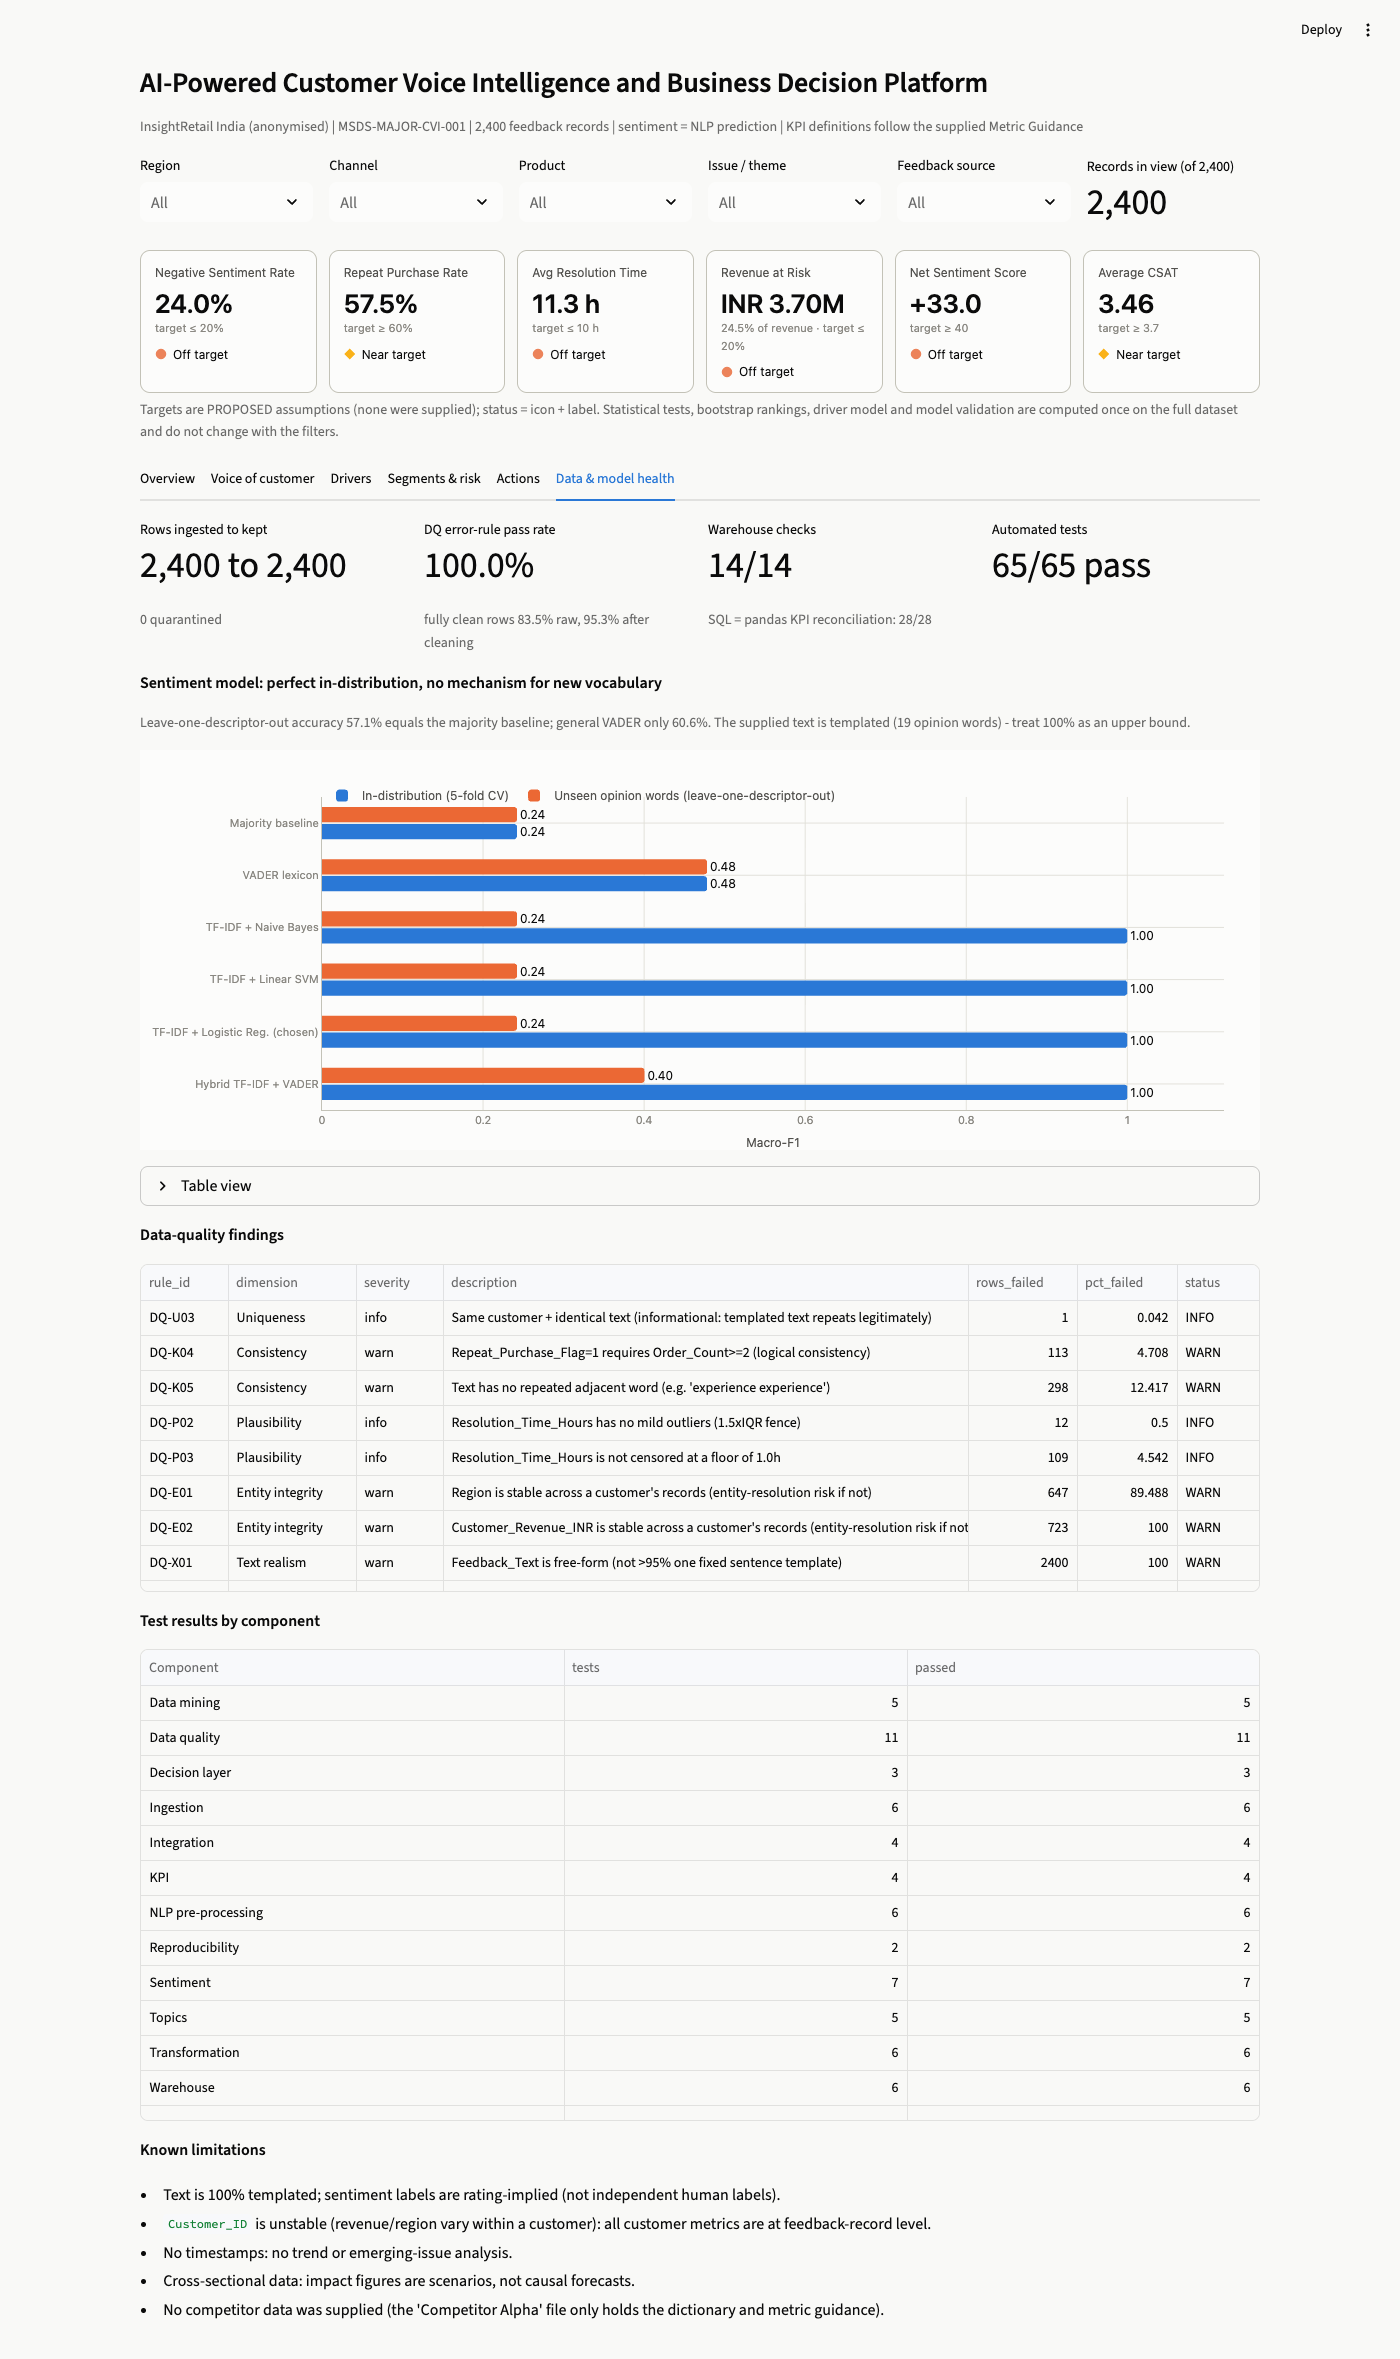 Deploy
AI-Powered Customer Voice Intelligence and Business Decision Platform
InsightRetail India (anonymised) | MSDS-MAJOR-CVI-001 | 2,400 feedback records | sentiment = NLP prediction | KPI definitions follow the supplied Metric Guidance
Region Channel Product Issue / theme Feedback source Records in view (of 2,400)
All All All All All 2,400
Negative Sentiment Rate
24.0%
target ≤ 20%
Off target
Repeat Purchase Rate
57.5%
target ≥ 60%
Near target
Avg Resolution Time
11.3 h
target ≤ 10 h
Off target
Revenue at Risk
INR 3.70M
24.5% of revenue · target ≤
20%
Off target
Net Sentiment Score
+33.0
target ≥ 40
Off target
Average CSAT
3.46
target ≥ 3.7
Near target
Targets are PROPOSED assumptions (none were supplied); status = icon + label. Statistical tests, bootstrap rankings, driver model and model validation are computed once on the full dataset
and do not change with the filters.
Overview Voice of customer Drivers Segments & risk Actions Data & model health
Rows ingested to kept
2,400 to 2,400
0 quarantined
DQ error-rule pass rate
100.0%
fully clean rows 83.5% raw, 95.3% after
cleaning
Warehouse checks
14/14
SQL = pandas KPI reconciliation: 28/28
Automated tests
65/65 pass
Sentiment model: perfect in-distribution, no mechanism for new vocabulary
Leave-one-descriptor-out accuracy 57.1% equals the majority baseline; general VADER only 60.6%. The supplied text is templated (19 opinion words) - treat 100% as an upper bound.
In-distribution (5-fold CV) Unseen opinion words (leave-one-descriptor-out)
Majority baseline 0.24 0.24
VADER lexicon 0.48 0.48
TF-IDF + Naive Bayes 0.24 1.00
TF-IDF + Linear SVM 0.24 1.00
TF-IDF + Logistic Reg. (chosen) 0.24 1.00
Hybrid TF-IDF + VADER 0.40 1.00
0 0.2 0.4 0.6 0.8 1
Macro-F1
Table view
Data-quality findings
rule_id dimension severity description rows_failed pct_failed status
DQ-U03 Uniqueness info Same customer + identical text (informational: templated text repeats legitimately) 1 0.042 INFO
DQ-K04 Consistency warn Repeat_Purchase_Flag=1 requires Order_Count>=2 (logical consistency) 113 4.708 WARN
DQ-K05 Consistency warn Text has no repeated adjacent word (e.g. 'experience experience') 298 12.417 WARN
DQ-P02 Plausibility info Resolution_Time_Hours has no mild outliers (1.5xIQR fence) 12 0.5 INFO
DQ-P03 Plausibility info Resolution_Time_Hours is not censored at a floor of 1.0h 109 4.542 INFO
DQ-E01 Entity integrity warn Region is stable across a customer's records (entity-resolution risk if not) 647 89.488 WARN
DQ-E02 Entity integrity warn Customer_Revenue_INR is stable across a customer's records (entity-resolution risk if not 723 100 WARN
DQ-X01 Text realism warn Feedback_Text is free-form (not >95% one fixed sentence template) 2400 100 WARN
Test results by component
Component tests passed
Data mining 5 5
Data quality 11 11
Decision layer 3 3
Ingestion 6 6
Integration 4 4
KPI 4 4
NLP pre-processing 6 6
Reproducibility 2 2
Sentiment 7 7
Topics 5 5
Transformation 6 6
Warehouse 6 6
Known limitations
• Text is 100% templated; sentiment labels are rating-implied (not independent human labels).
• Customer_ID is unstable (revenue/region vary within a customer): all customer metrics are at feedback-record level.
• No timestamps: no trend or emerging-issue analysis.
• Cross-sectional data: impact figures are scenarios, not causal forecasts.
• No competitor data was supplied (the 'Competitor Alpha' file only holds the dictionary and metric guidance).